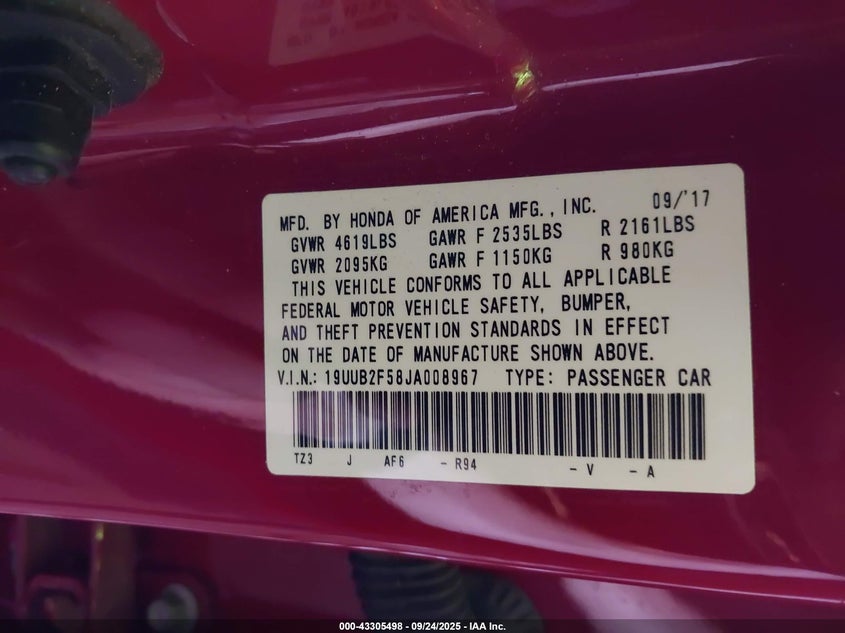 MFD. BY HONDA OF AMERICA MFG., INC. 09/'17
GVWR 4619LBS GAWR F 2535LBS R 2161LBS
GVWR 2095KG GAWR F 1150KG R 980KG
THIS VEHICLE CONFORMS TO ALL APPLICABLE
FEDERAL MOTOR VEHICLE SAFETY, BUMPER,
AND THEFT PREVENTION STANDARDS IN EFFECT
ON THE DATE OF MANUFACTURE SHOWN ABOVE.
V.I.N.: 19UUB2F58JA008967 TYPE: PASSENGER CAR
TZ3 J AF6 - R94 - V - A
000-43305498 - 09/24/2025 - IAA Inc.